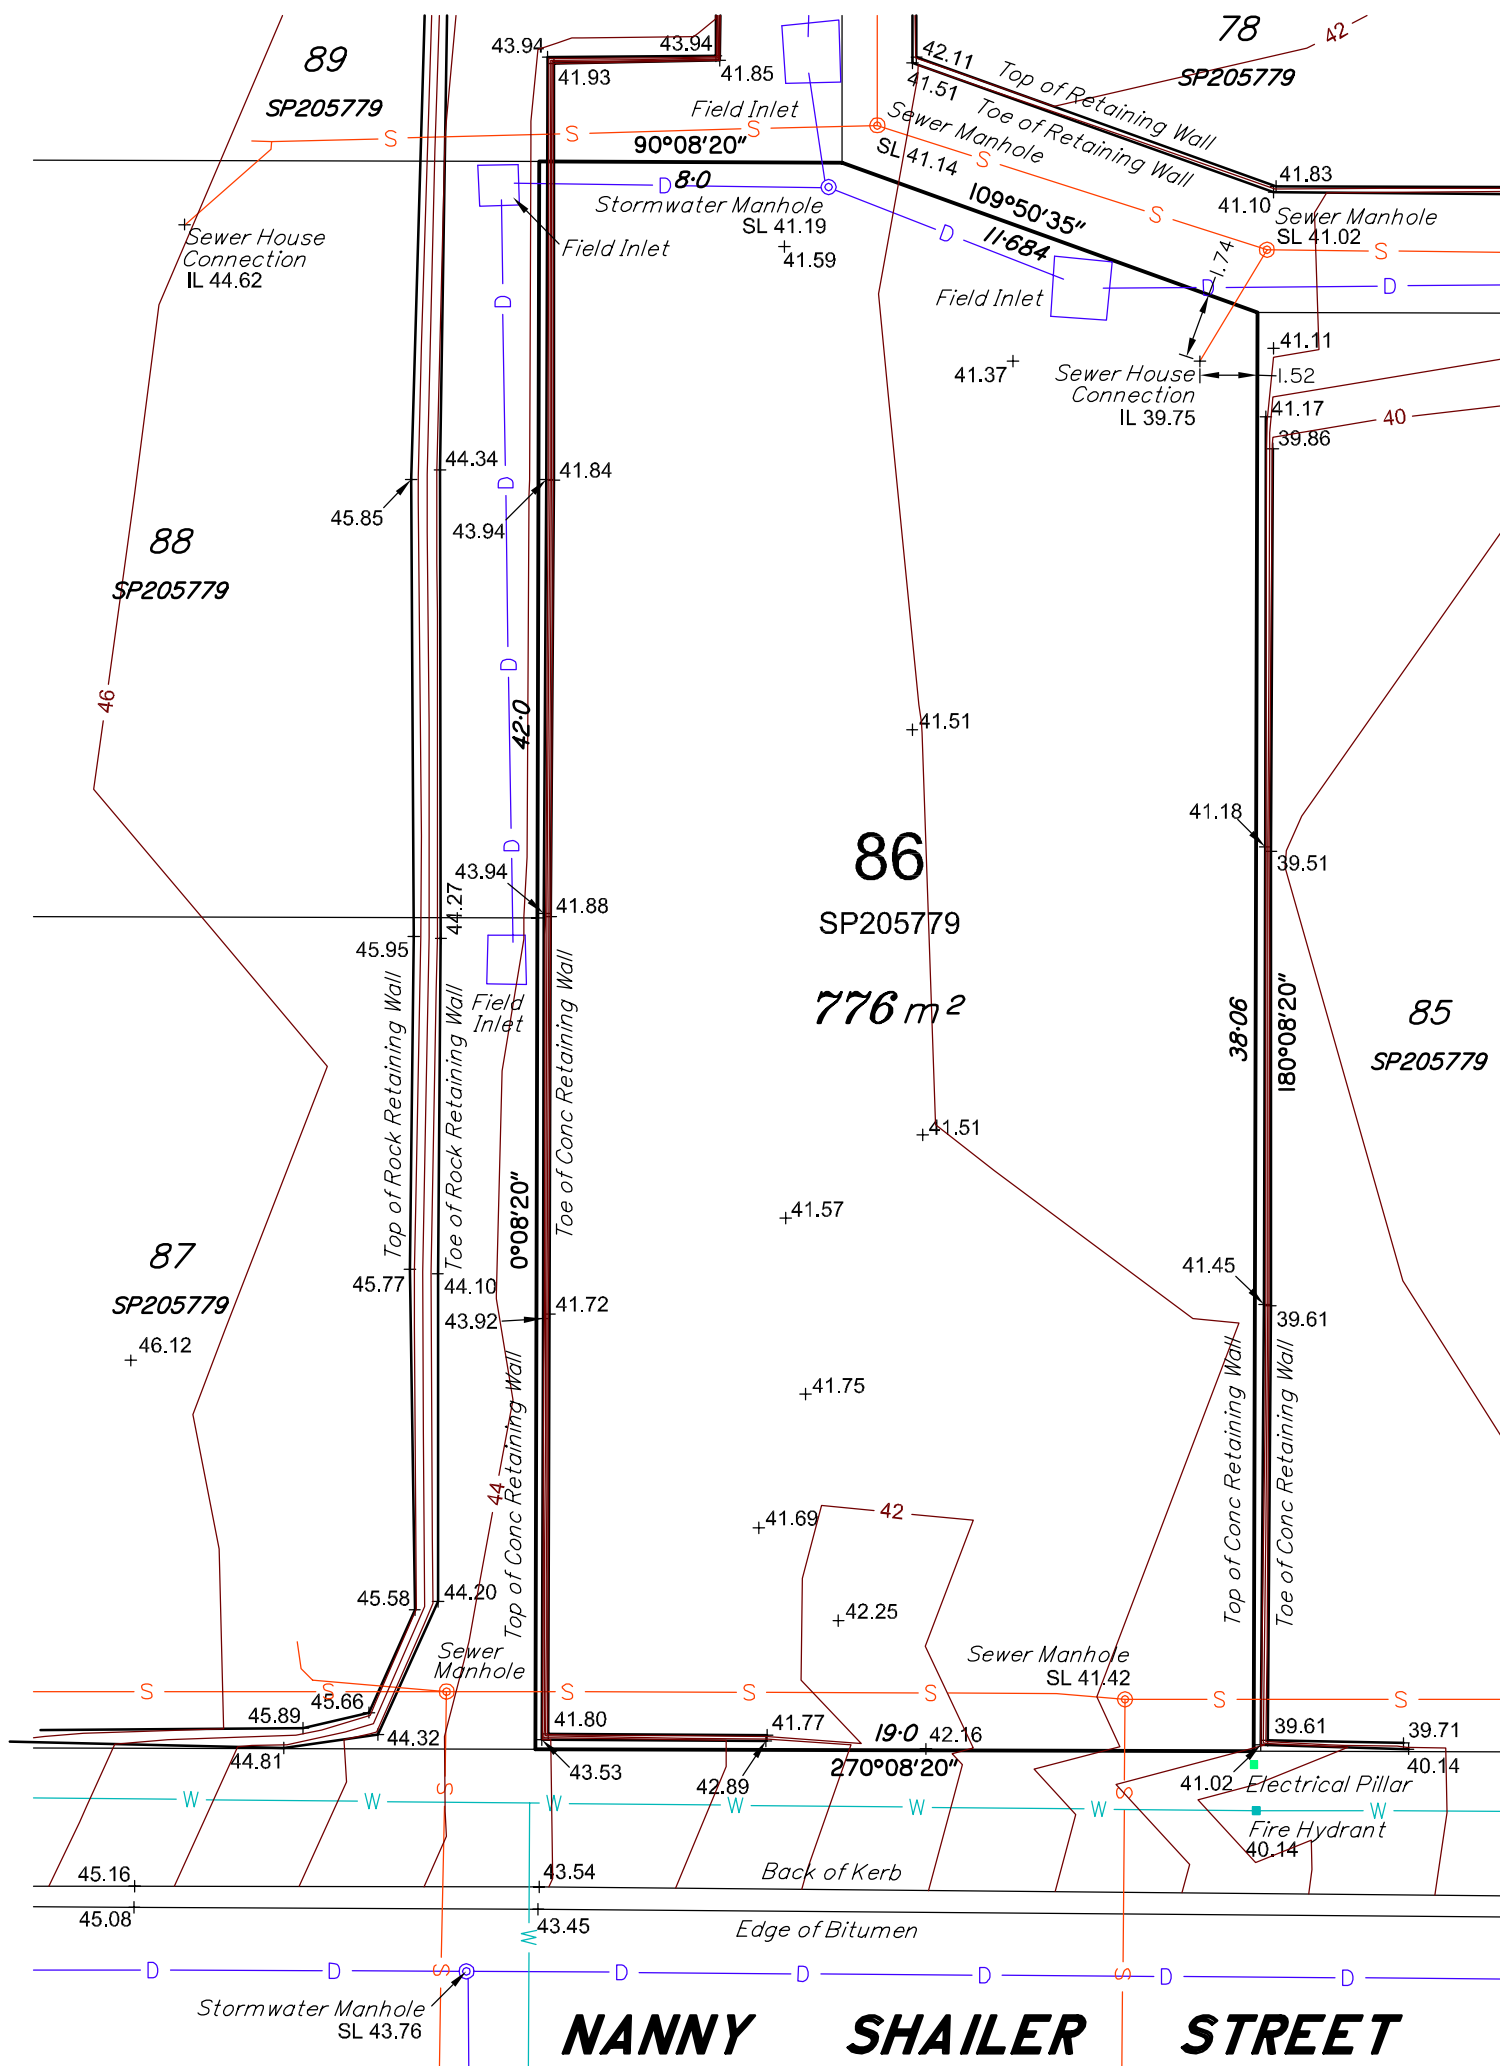 89
SP205779
43.94
43.94
41.93
41.85
Field Inlet
42.11
41.51
Top of Retaining Wall
Toe of Retaining Wall
78
SP205779
42
S
S
S
Sewer Manhole
SL 41.14
S
S
S
90°08'20"
8·0
D
Stormwater Manhole
SL 41.19
41.59
D
109°50'35"
11·684
41.83
41.10
Sewer Manhole
SL 41.02
Sewer House
Connection
IL 44.62
Field Inlet
Field Inlet
1.74
D
D
41.11
41.37
Sewer House
Connection
IL 39.75
1.52
41.17
39.86
40
D
44.34
45.85
D
43.94
41.84
88
SP205779
46
D
42·0
41.51
41.18
39.51
86
SP205779
776 m²
D
43.94
41.88
44.27
45.95
Field
Inlet
Top of Rock Retaining Wall
Toe of Rock Retaining Wall
Toe of Conc Retaining Wall
38·06
180°08'20"
85
SP205779
41.51
0°08'20"
41.57
87
SP205779
46.12
45.77
44.10
43.92
41.72
41.45
39.61
Top of Conc Retaining Wall
Top of Conc Retaining Wall
Toe of Conc Retaining Wall
41.75
44
41.69
42
42.25
45.58
44.20
Sewer
Manhole
Sewer Manhole
SL 41.42
S
S
S
S
S
S
S
45.89
45.66
44.32
44.81
41.80
43.53
41.77
42.89
19·0
42.16
270°08'20"
39.61
39.71
40.14
41.02
Electrical Pillar
S
S
W
W
W
W
W
W
W
Fire Hydrant
40.14
45.16
43.54
Back of Kerb
45.08
43.45
W
Edge of Bitumen
D
D
S
D
D
D
S
D
D
Stormwater Manhole
SL 43.76
NANNY SHAILER STREET